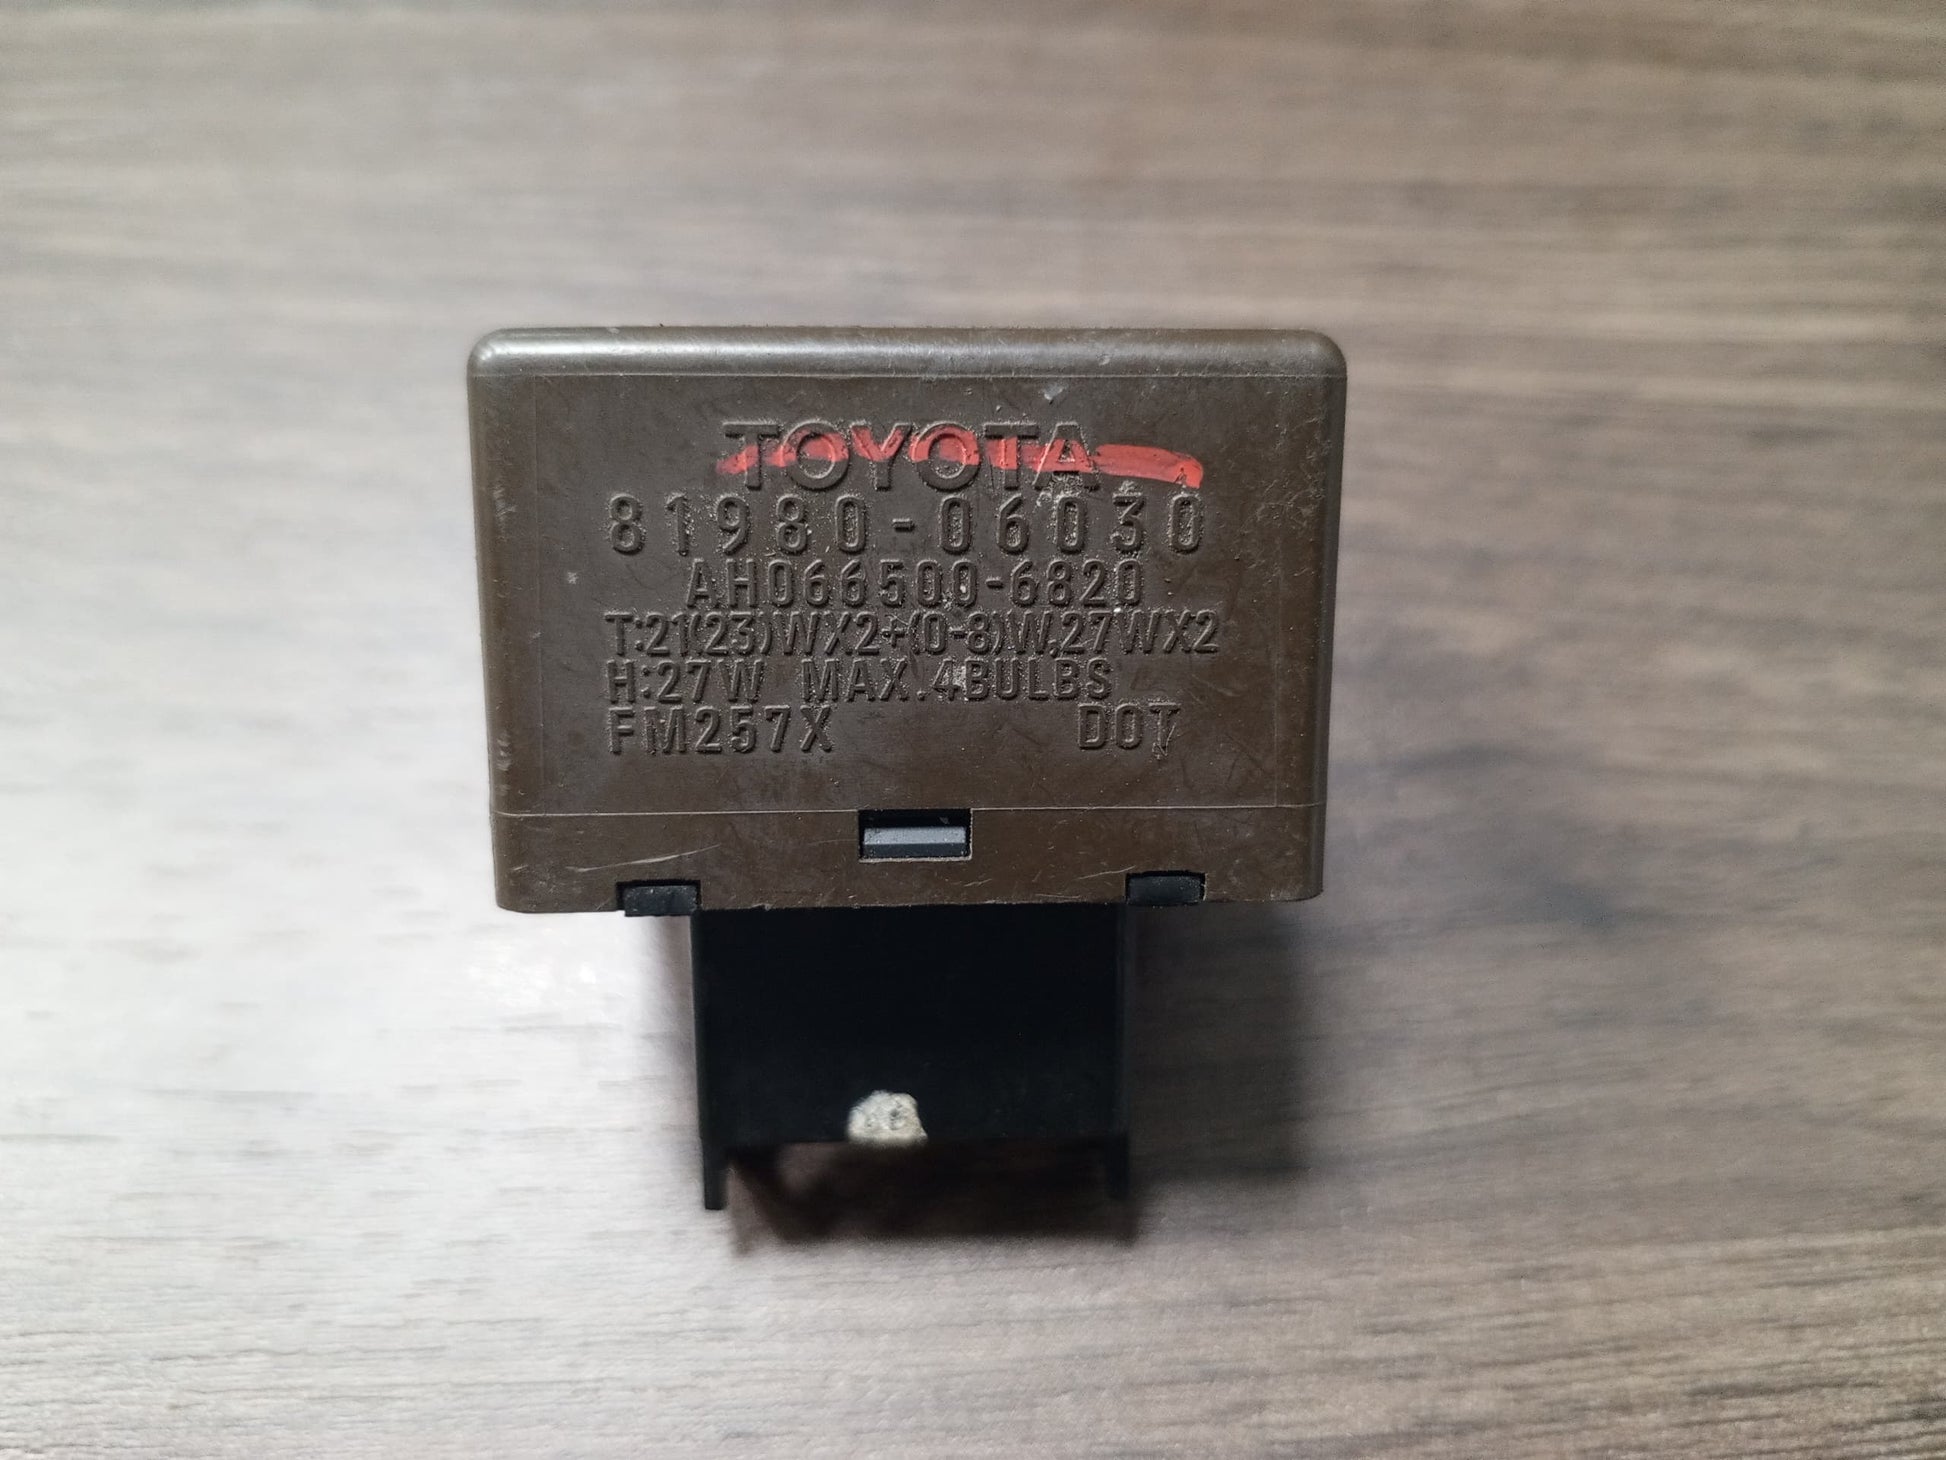 TOYOTA
81980-06030
AH066500-6820
T:21(23)WX2+(0-8)W,27WX2
H:27W MAX.4BULBS
FM257X DOT